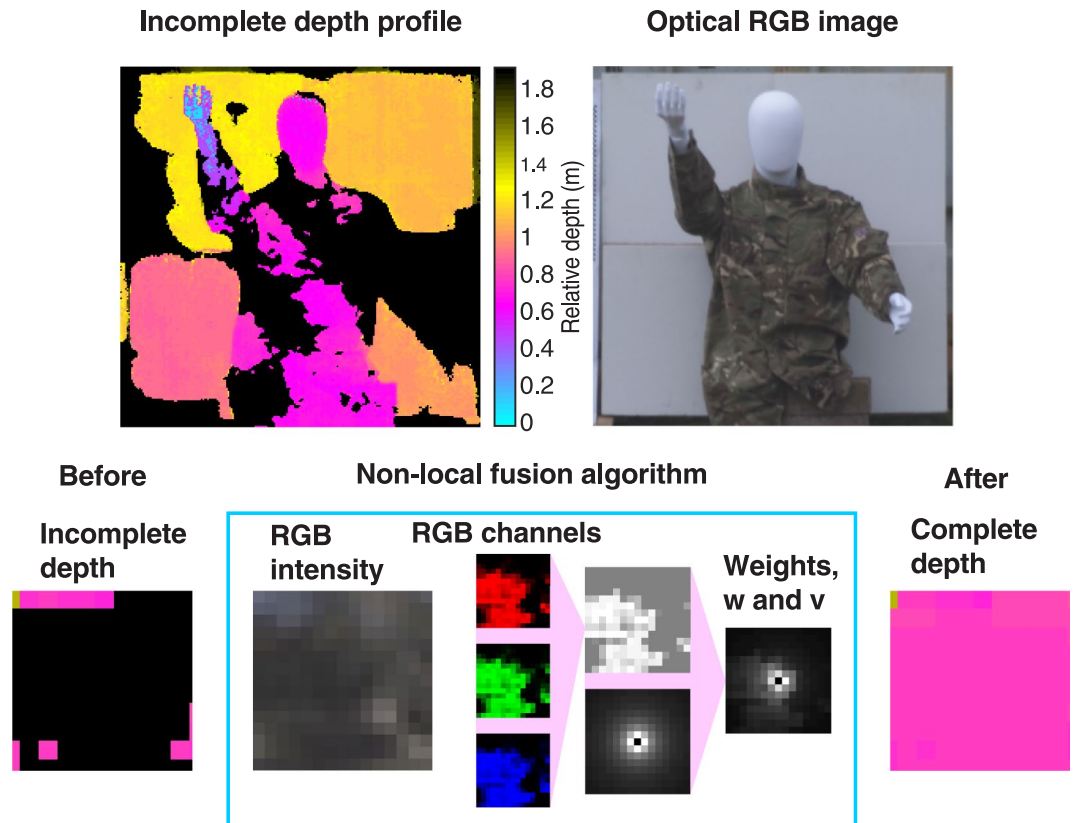 Incomplete depth profile
Optical RGB image
1.8
1.6
1.4
1.2
1
0.8
0.6
0.4
0.2
0
Relative depth (m)
Before
Non-local fusion algorithm
After
Incomplete
depth
RGB
intensity
RGB channels
Weights,
w and v
Complete
depth